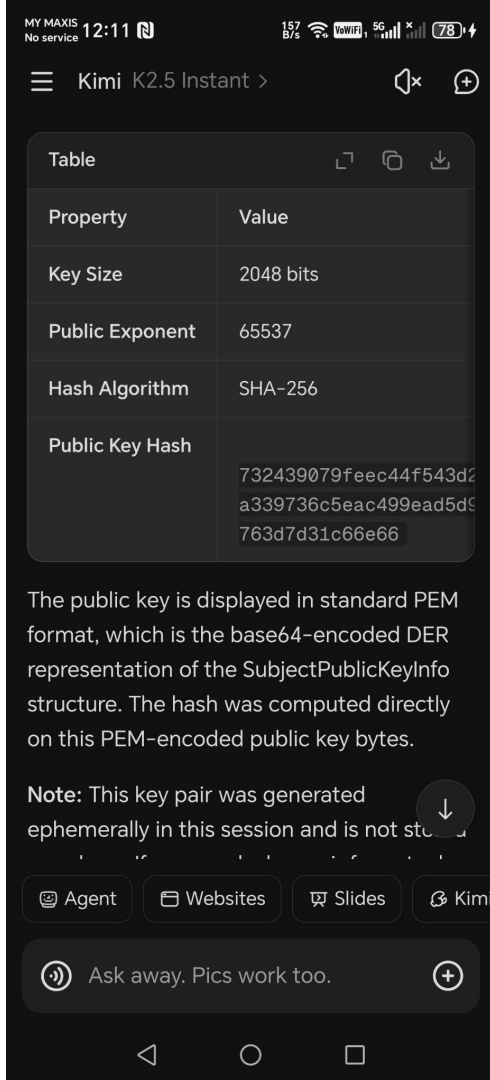 MY MAXIS
No service 12:11 157 B/s VoWiFi 5G 78
Kimi K2.5 Instant >
Table
Property Value
Key Size 2048 bits
Public Exponent 65537
Hash Algorithm SHA-256
Public Key Hash
732439079feec44f543d2
a339736c5eac499ead5d9
763d7d31c66e66
The public key is displayed in standard PEM
format, which is the base64-encoded DER
representation of the SubjectPublicKeyInfo
structure. The hash was computed directly
on this PEM-encoded public key bytes.
Note: This key pair was generated
ephemerally in this session and is not
Agent Websites Slides Kimi
Ask away. Pics work too.